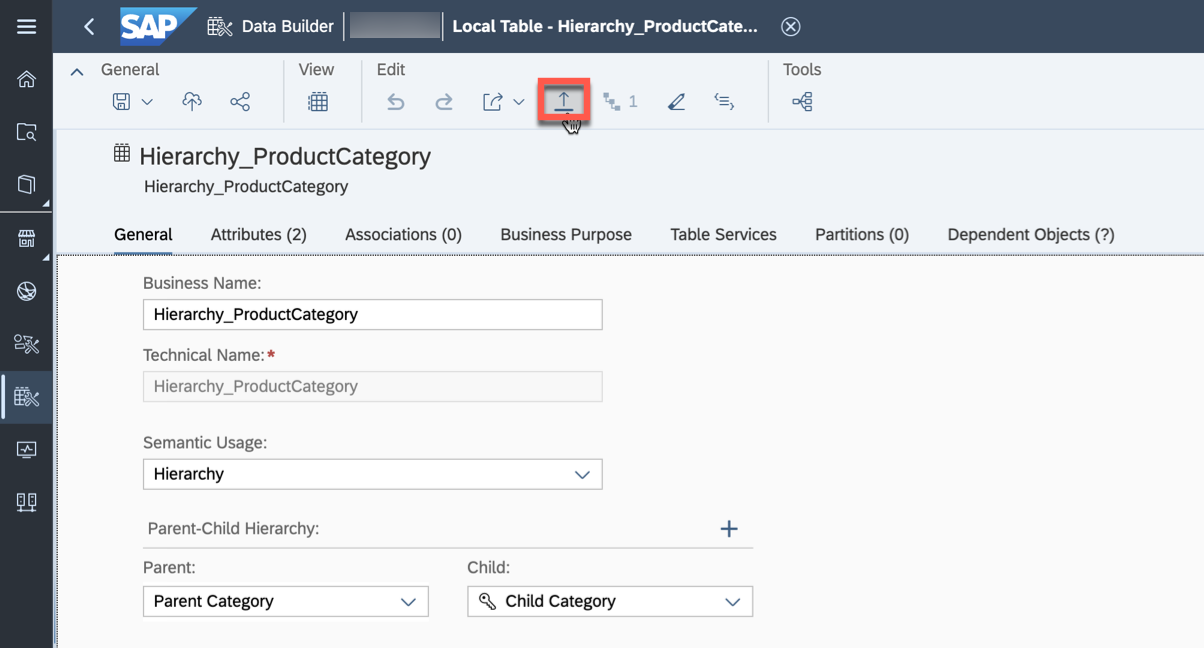 SAP Data Builder Local Table - Hierarchy_ProductCate...
General View Edit Tools
1
Hierarchy_ProductCategory
Hierarchy_ProductCategory
General Attributes (2) Associations (0) Business Purpose Table Services Partitions (0) Dependent Objects (?)
Business Name:
Hierarchy_ProductCategory
Technical Name:*
Hierarchy_ProductCategory
Semantic Usage:
Hierarchy
Parent-Child Hierarchy:
Parent: Child:
Parent Category Child Category